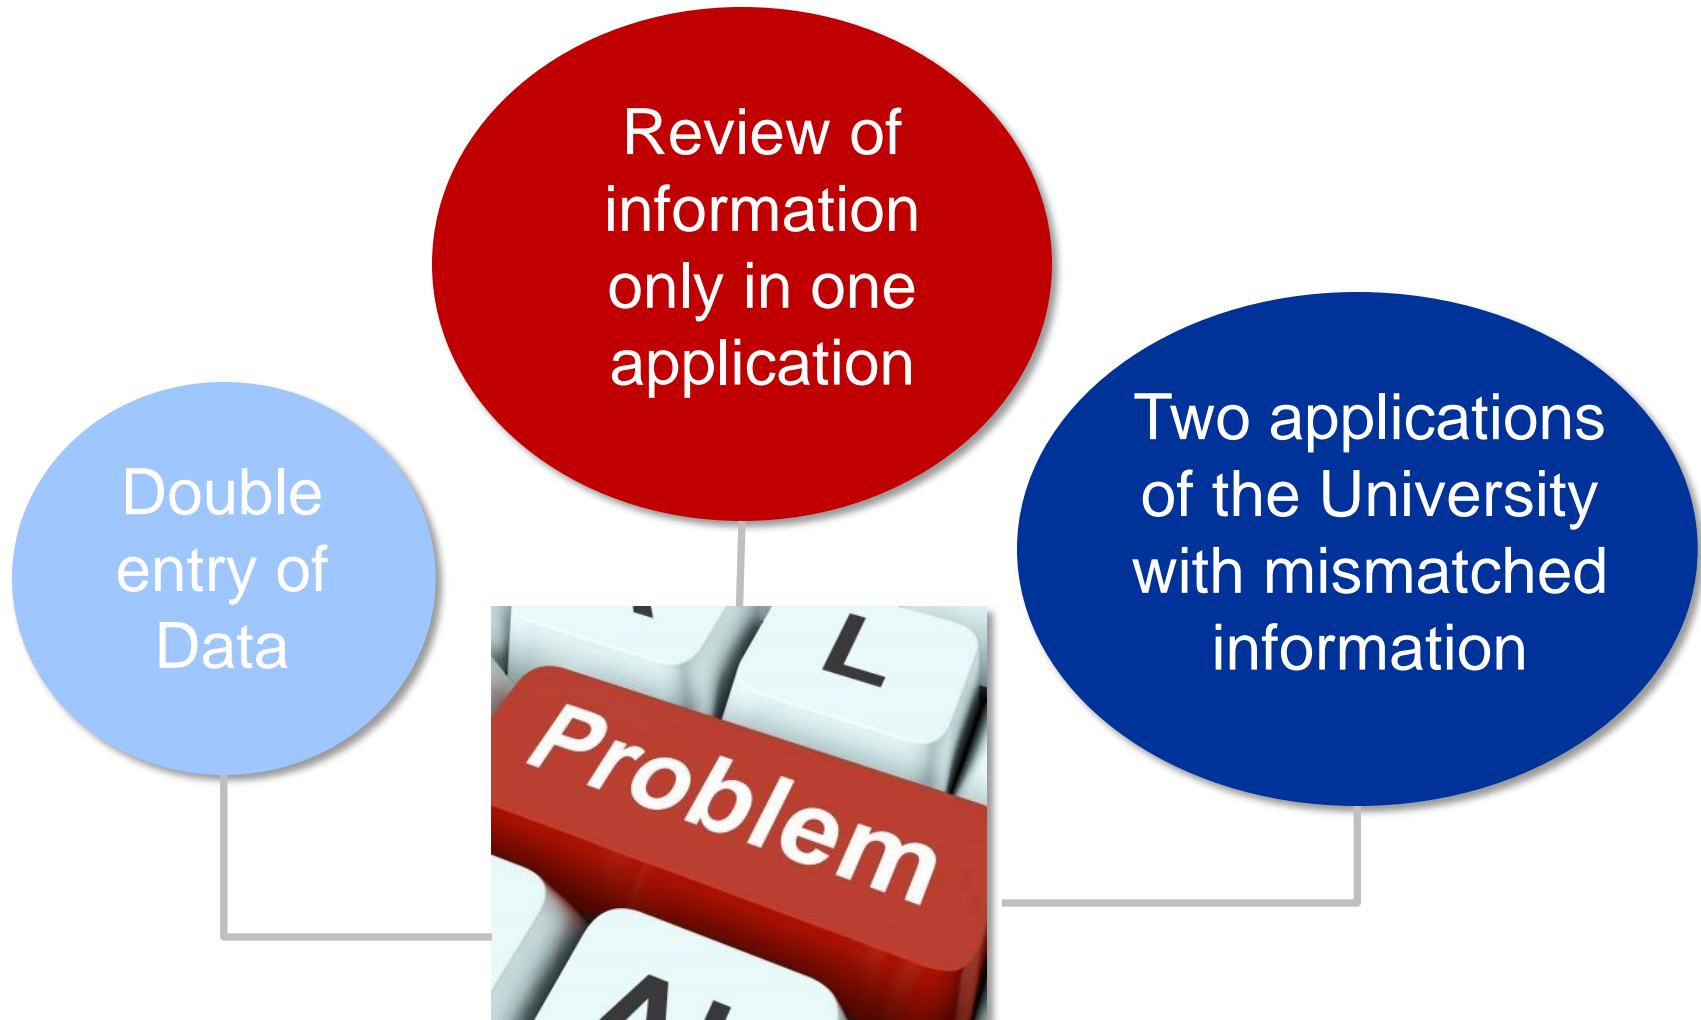 Review of
information
only in one
application
Double
entry of
Data
Two applications
of the University
with mismatched
information
L
Problem